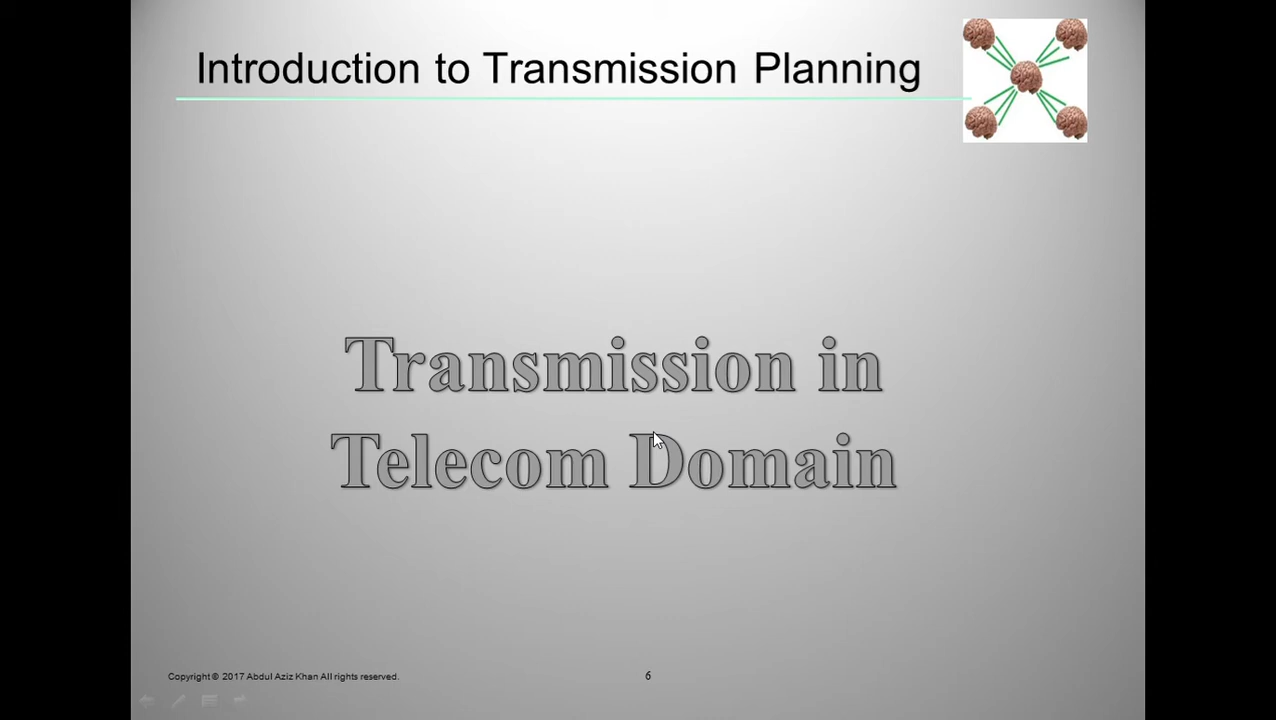 Introduction to Transmission Planning
Transmission in
Telecom Domain
Copyright © 2017 Abdul Aziz Khan All rights reserved.
6